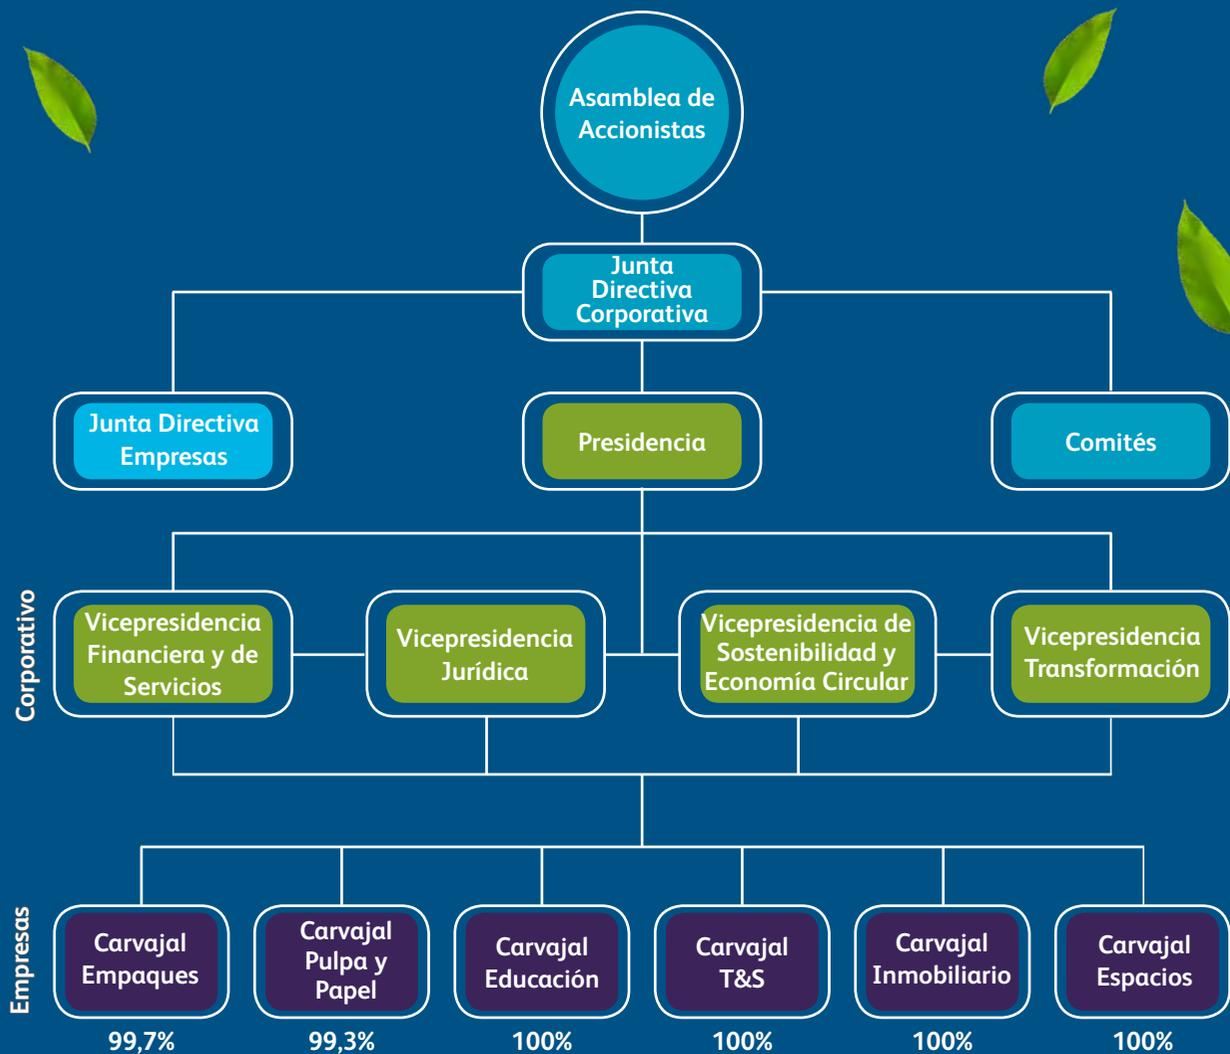 Asamblea de
Accionistas
Junta
Directiva
Corporativa
Junta Directiva
Empresas
Presidencia
Comités
Corporativo
Vicepresidencia
Financiera y de
Servicios
Vicepresidencia
Jurídica
Vicepresidencia de
Sostenibilidad y
Economía Circular
Vicepresidencia
Transformación
Empresas
Carvajal
Empaques
99,7%
Carvajal
Pulpa y
Papel
99,3%
Carvajal
Educación
100%
Carvajal
T&S
100%
Carvajal
Inmobiliario
100%
Carvajal
Espacios
100%